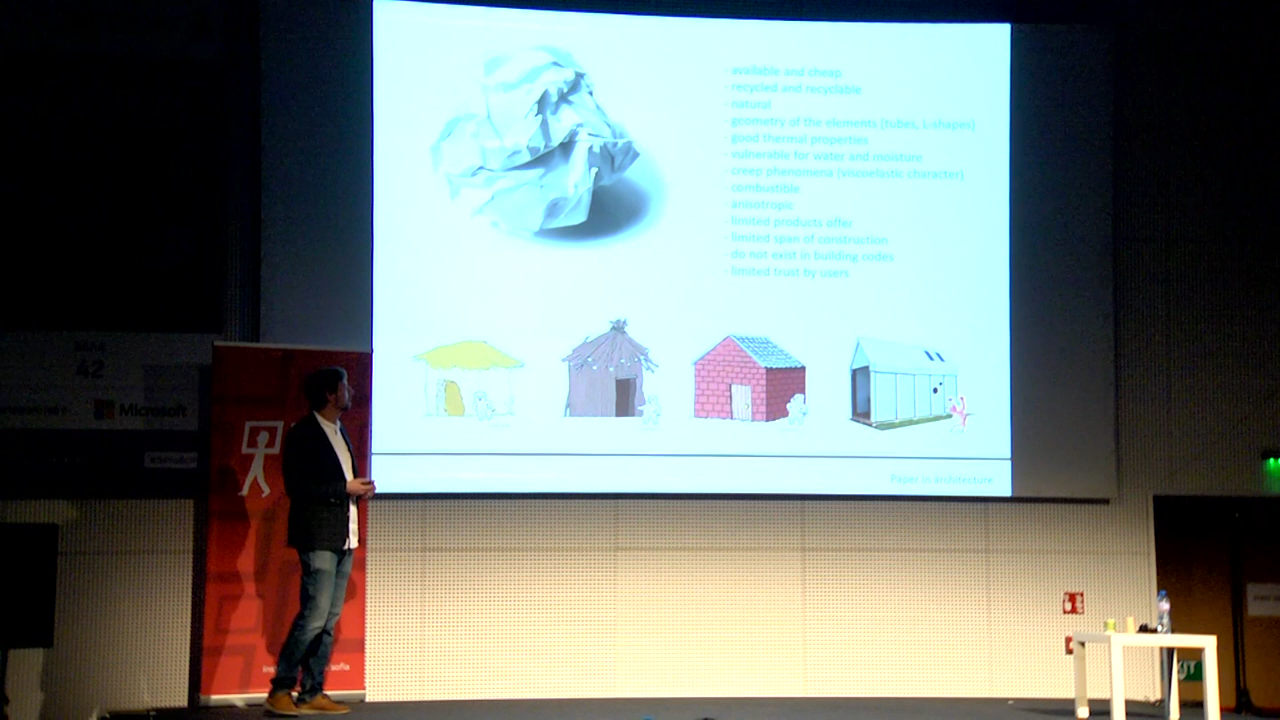 - available and cheap
- recycled and recyclable
- natural
- geometry of the elements (tubes, L-shapes)
- good thermal properties
- vulnerable for water and moisture
- creep phenomena (viscoelastic character)
- combustible
- anisotropic
- limited products offer
- limited span of construction
- do not exist in building codes
- limited trust by users
Paper in architecture
42
Microsoft
sofia